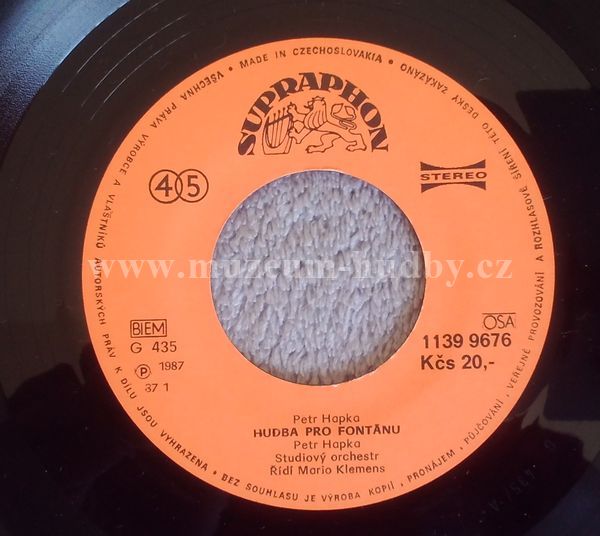 VŠECHNA PRÁVA VÝROBCE A VLASTNÍKŮ AUTORSKÝCH PRÁV K DÍLU JSOU VYHRAZENA • BEZ SOUHLASU JE VÝROBA KOPIÍ, PRONÁJEM, PŮJČOVÁNÍ, VEŘEJNÉ PROVOZOVÁNÍ A ROZHLASOVÉ ŠÍŘENÍ TÉTO DESKY ZAKÁZÁNO • MADE IN CZECHOSLOVAKIA •
SUPRAPHON
45
STEREO
www.muzeum-hudby.cz
BIEM
G 435
Ⓟ 1987
87 1
OSA
1139 9676
Kčs 20,-
Petr Hapka
HUDBA PRO FONTÁNU
Petr Hapka
Studiový orchestr
Řídí Mario Klemens